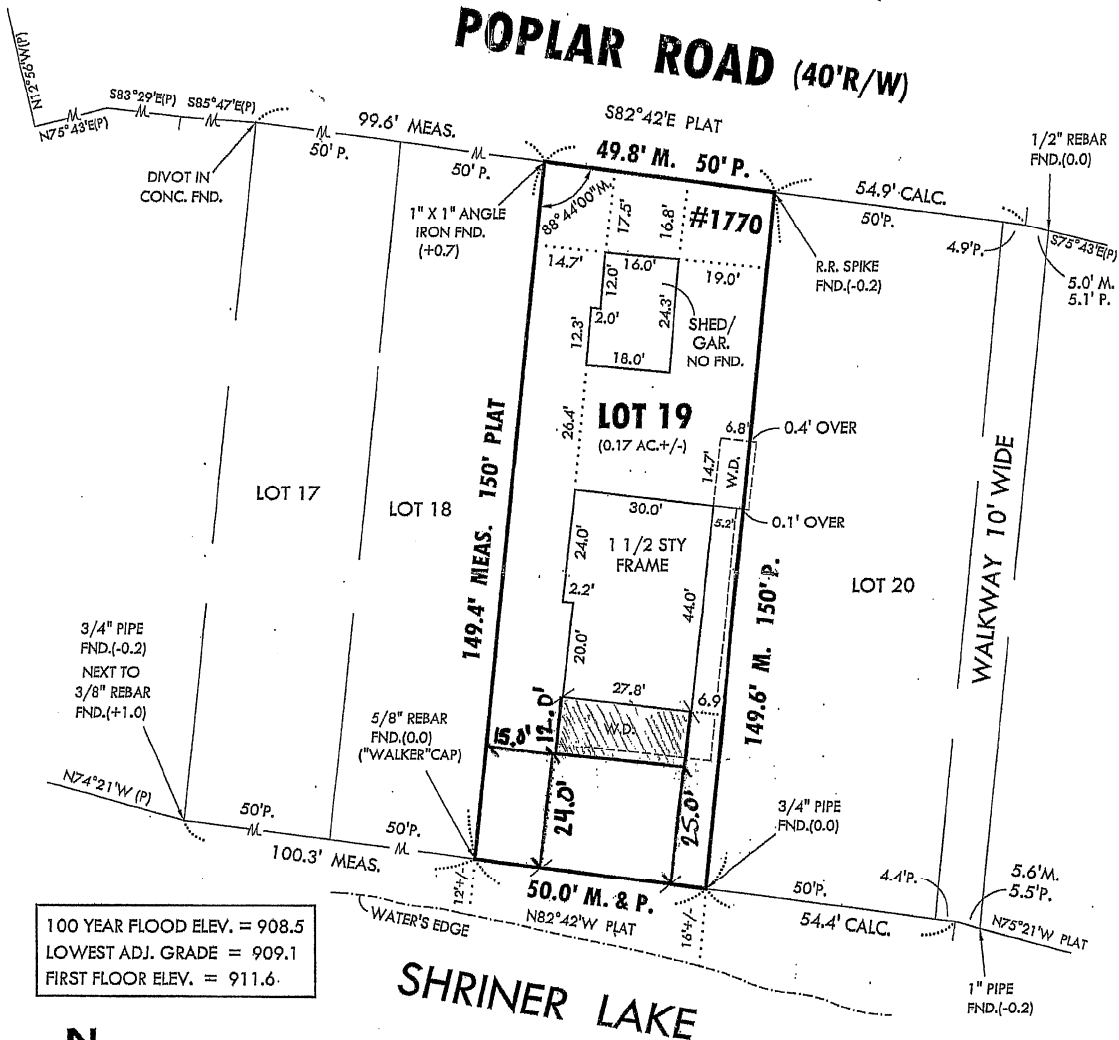 POPLAR ROAD (40'R/W)
N12°56'W(P)
N75°43'E(P)
S83°29'E(P)
S85°47'E(P)
99.6' MEAS.
50' P.
50' P.
S82°42'E PLAT
49.8' M. 50' P.
54.9' CALC.
50'P.
4.9'P.
1/2" REBAR
FND.(0.0)
S75°43'E(P)
5.0' M.
5.1' P.
DIVOT IN
CONC. FND.
1" X 1" ANGLE
IRON FND.
(+0.7)
88°44'00"M.
17.5'
16.8'
#1770
R.R. SPIKE
FND.(-0.2)
14.7'
16.0'
19.0'
12.0'
2.0'
24.3'
12.3'
18.0'
SHED/
GAR.
NO FND.
26.4'
LOT 19
(0.17 AC.+/-)
6.8'
0.4' OVER
14.7'
W.D.
149.4' MEAS. 150' PLAT
LOT 17
LOT 18
30.0'
5.2'
0.1' OVER
24.0'
1 1/2 STY
FRAME
2.2'
44.0'
20.0'
149.6' M. 150' P.
LOT 20
WALKWAY 10' WIDE
3/4" PIPE
FND.(-0.2)
NEXT TO
3/8" REBAR
FND.(+1.0)
5/8" REBAR
FND.(0.0)
("WALKER"CAP)
27.8'
6.9'
12.0'
W.D.
24.0'
25.0'
3/4" PIPE
FND.(0.0)
N74°21'W (P)
50'P.
50'P.
100.3' MEAS.
12'+/-
50.0' M. & P.
N82°42'W PLAT
16'+/-
50'P.
54.4' CALC.
4.4'P.
5.6'M.
5.5'P.
N75°21'W PLAT
1" PIPE
FND.(-0.2)
WATER'S EDGE
100 YEAR FLOOD ELEV. = 908.5
LOWEST ADJ. GRADE = 909.1
FIRST FLOOR ELEV. = 911.6
SHRINER LAKE
N